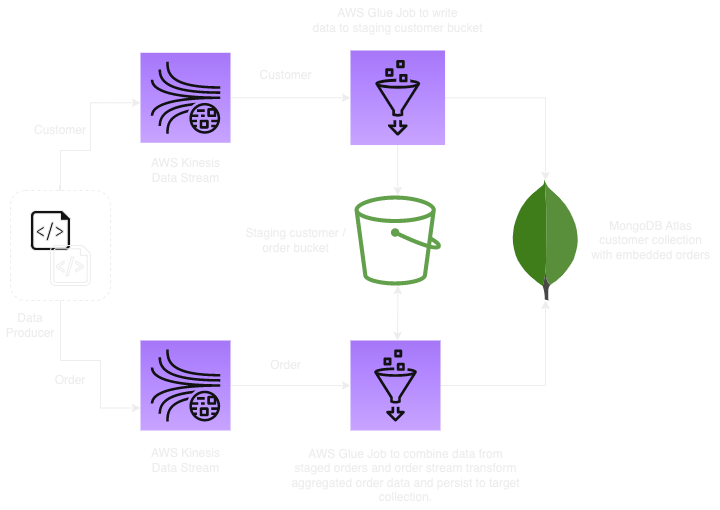 AWS Glue Job to write
data to staging customer bucket
Customer
Customer
AWS Kinesis
Data Stream
</>
</>
Staging customer /
order bucket
MongoDB Atlas
customer collection
with embedded orders
Data
Producer
Order
Order
AWS Kinesis
Data Stream
AWS Glue Job to combine data from
staged orders and order stream transform
aggregated order data and persist to target
collection.